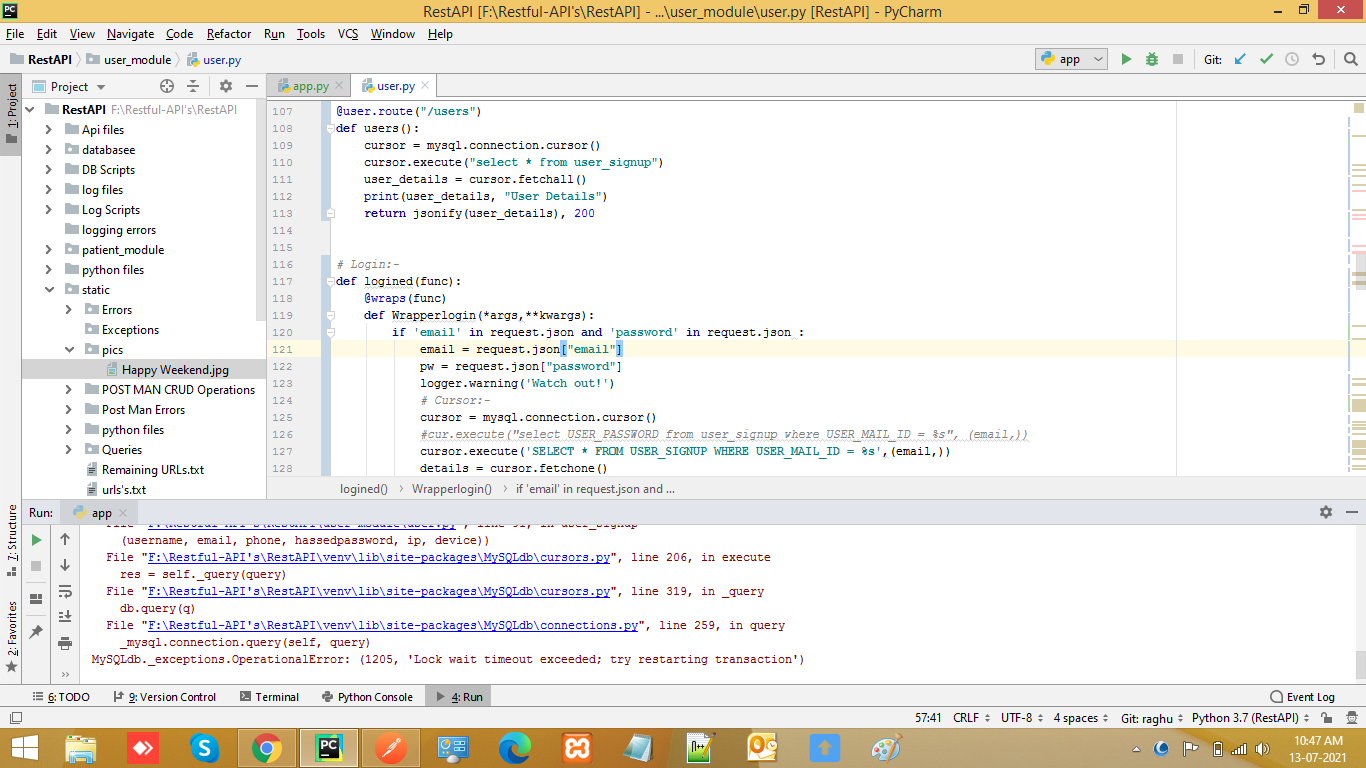 RestAPI [F:\Restful-API's\RestAPI] - ...\user_module\user.py [RestAPI] - PyCharm
File Edit View Navigate Code Refactor Run Tools VCS Window Help
RestAPI user_module user.py app Git:
1: Project
Project
app.py user.py
RestAPI F:\Restful-API's\RestAPI
Api files
databasee
DB Scripts
log files
Log Scripts
logging errors
patient_module
python files
static
Errors
Exceptions
pics
Happy Weekend.jpg
POST MAN CRUD Operations
Post Man Errors
python files
Queries
Remaining URLs.txt
urls's.txt
107 @user.route("/users")
108 def users():
109 cursor = mysql.connection.cursor()
110 cursor.execute("select * from user_signup")
111 user_details = cursor.fetchall()
112 print(user_details, "User Details")
113 return jsonify(user_details), 200
114
115
116 # Login:-
117 def logined(func):
118 @wraps(func)
119 def Wrapperlogin(*args,**kwargs):
120 if 'email' in request.json and 'password' in request.json :
121 email = request.json["email"]
122 pw = request.json["password"]
123 logger.warning('Watch out!')
124 # Cursor:-
125 cursor = mysql.connection.cursor()
126 #cur.execute("select USER_PASSWORD from user_signup where USER_MAIL_ID = %s", (email,))
127 cursor.execute('SELECT * FROM USER_SIGNUP WHERE USER_MAIL_ID = %s',(email,))
128 details = cursor.fetchone()
logined() Wrapperlogin() if 'email' in request.json and ...
7: Structure
2: Favorites
Run: app
File "F:\Restful-API's\RestAPI\user_module\user.py", line 91, in user_signup
(username, email, phone, hassedpassword, ip, device))
File "F:\Restful-API's\RestAPI\venv\lib\site-packages\MySQLdb\cursors.py", line 206, in execute
res = self._query(query)
File "F:\Restful-API's\RestAPI\venv\lib\site-packages\MySQLdb\cursors.py", line 319, in _query
db.query(q)
File "F:\Restful-API's\RestAPI\venv\lib\site-packages\MySQLdb\connections.py", line 259, in query
_mysql.connection.query(self, query)
MySQLdb._exceptions.OperationalError: (1205, 'Lock wait timeout exceeded; try restarting transaction')
6: TODO 9: Version Control Terminal Python Console 4: Run Event Log
57:41 CRLF UTF-8 4 spaces Git: raghu Python 3.7 (RestAPI)
10:47 AM
13-07-2021